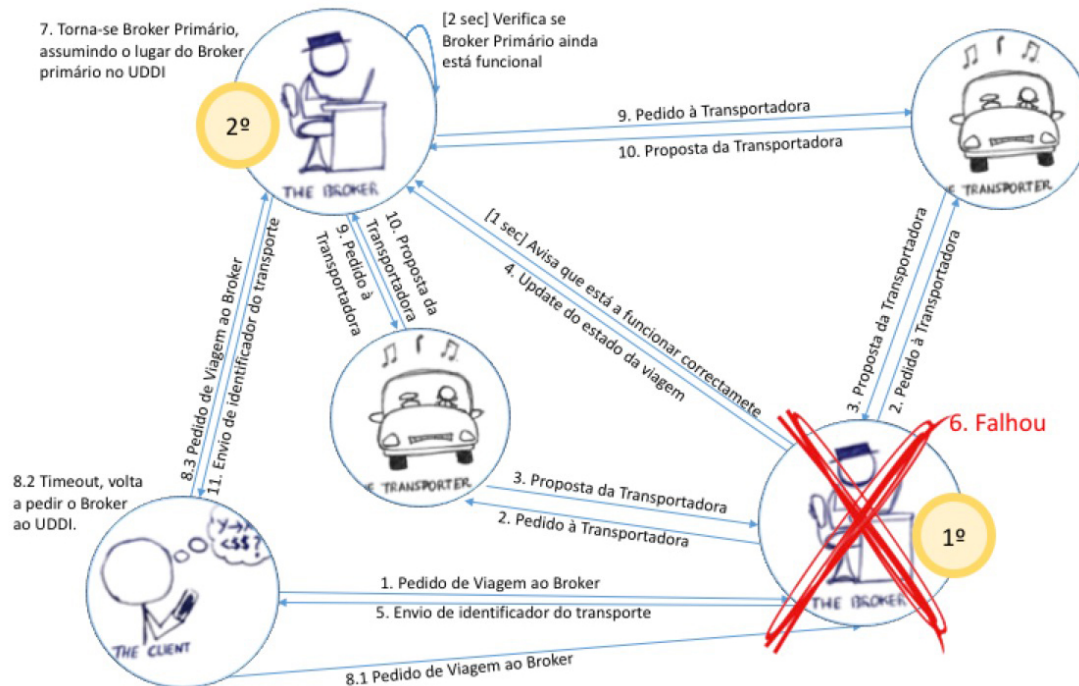 7. Torna-se Broker Primário,
assumindo o lugar do Broker
primário no UDDI
[2 sec] Verifica se
Broker Primário ainda
está funcional
2º
THE BROKER
9. Pedido à Transportadora
10. Proposta da Transportadora
E TRANSPORTER
8.3 Pedido de Viagem ao Broker
11. Envio de identificador do transporte
9. Pedido à
Transportadora
10. Proposta da
Transportadora
[1 sec] Avisa que está a funcionar correctamete
4. Update do estado da viagem
3. Proposta da Transportadora
2. Pedido à Transportadora
E TRANSPORTER
6. Falhou
8.2 Timeout, volta
a pedir o Broker
ao UDDI.
3. Proposta da Transportadora
2. Pedido à Transportadora
1º
THE BROKER
<$$?
THE CLIENT
1. Pedido de Viagem ao Broker
5. Envio de identificador do transporte
8.1 Pedido de Viagem ao Broker